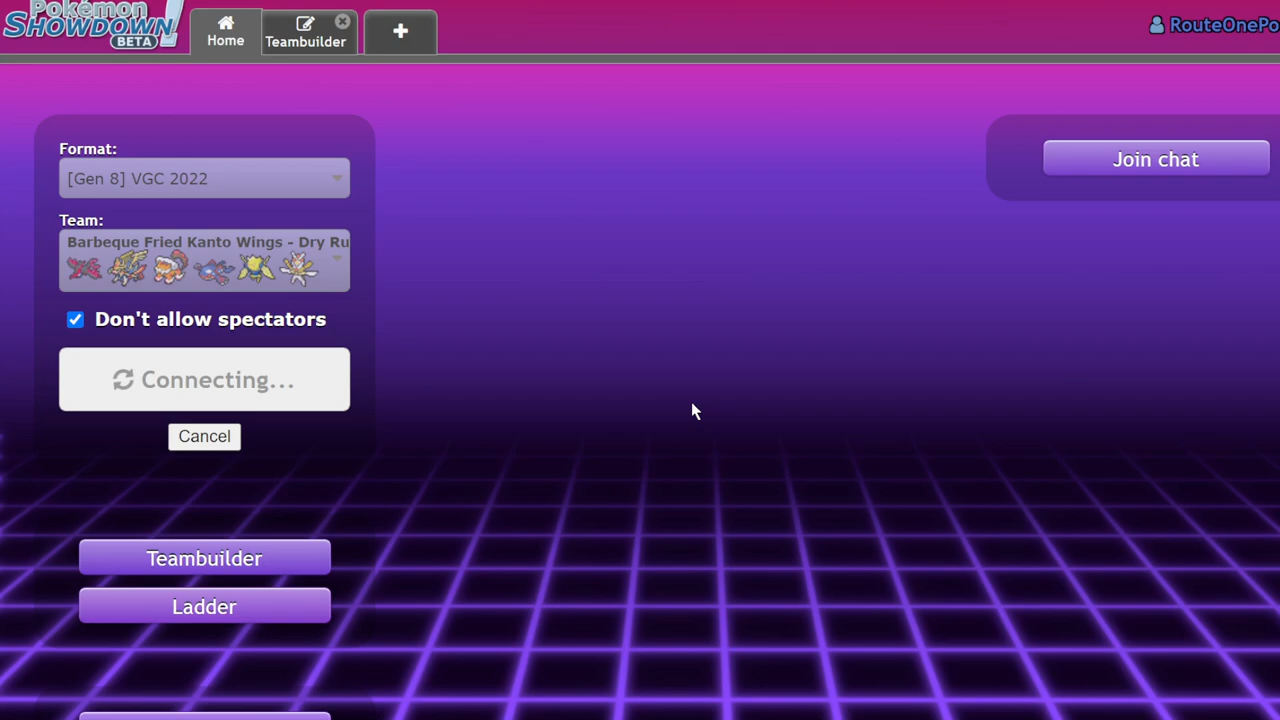 Pokémon
SHOWDOWN!
BETA
Home
Teambuilder
RouteOnePo
Format:
[Gen 8] VGC 2022
Join chat
Team:
Barbeque Fried Kanto Wings - Dry Ru
Don't allow spectators
Connecting...
Cancel
Teambuilder
Ladder